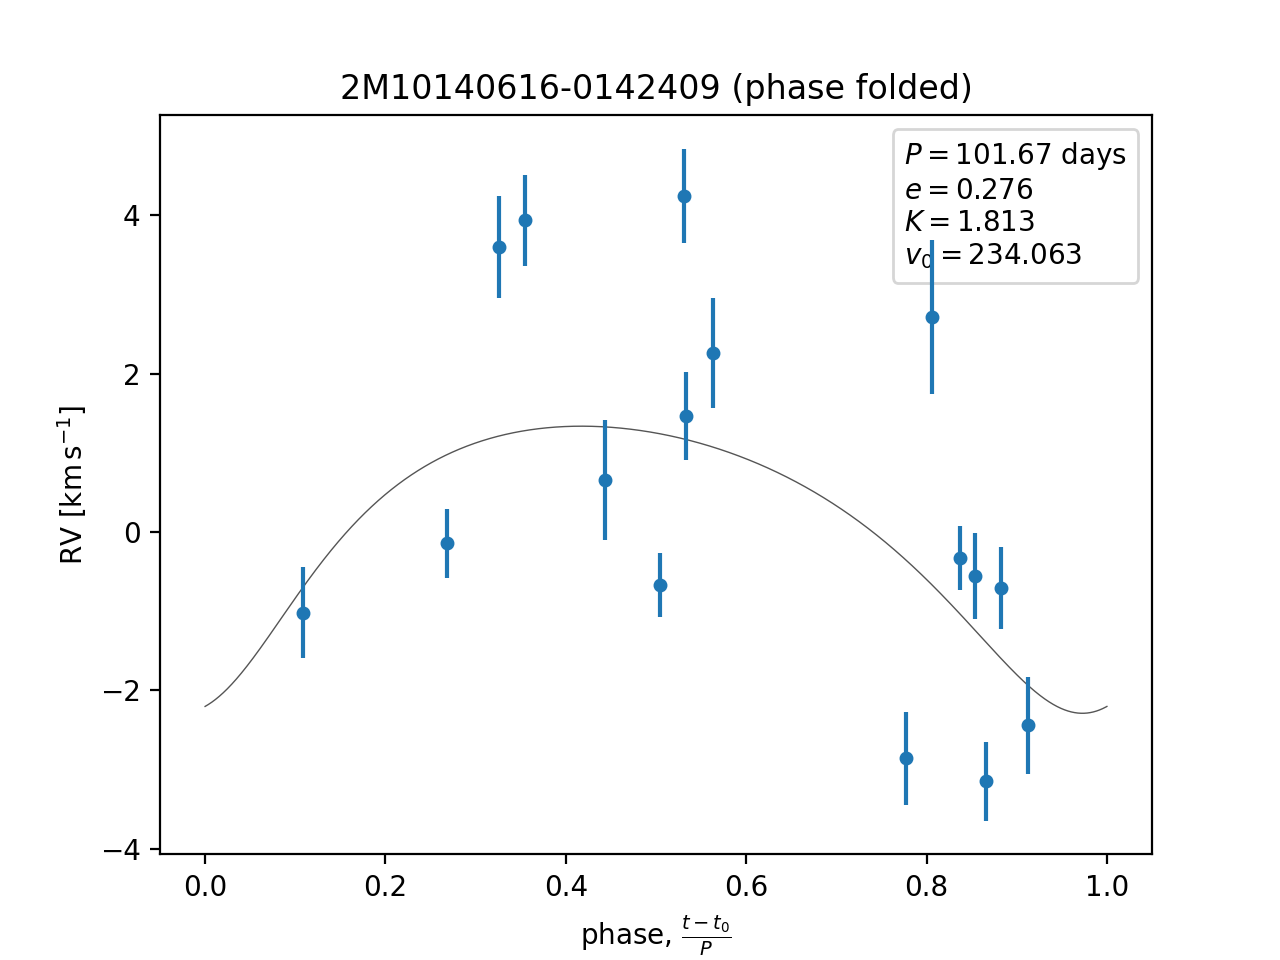 2M10140616-0142409 (phase folded)
P = 101.67 days
e = 0.276
K = 1.813
v₀ = 234.063
RV [km s⁻¹]
4
2
0
−2
−4
0.0 0.2 0.4 0.6 0.8 1.0
phase, (t − t₀)/P